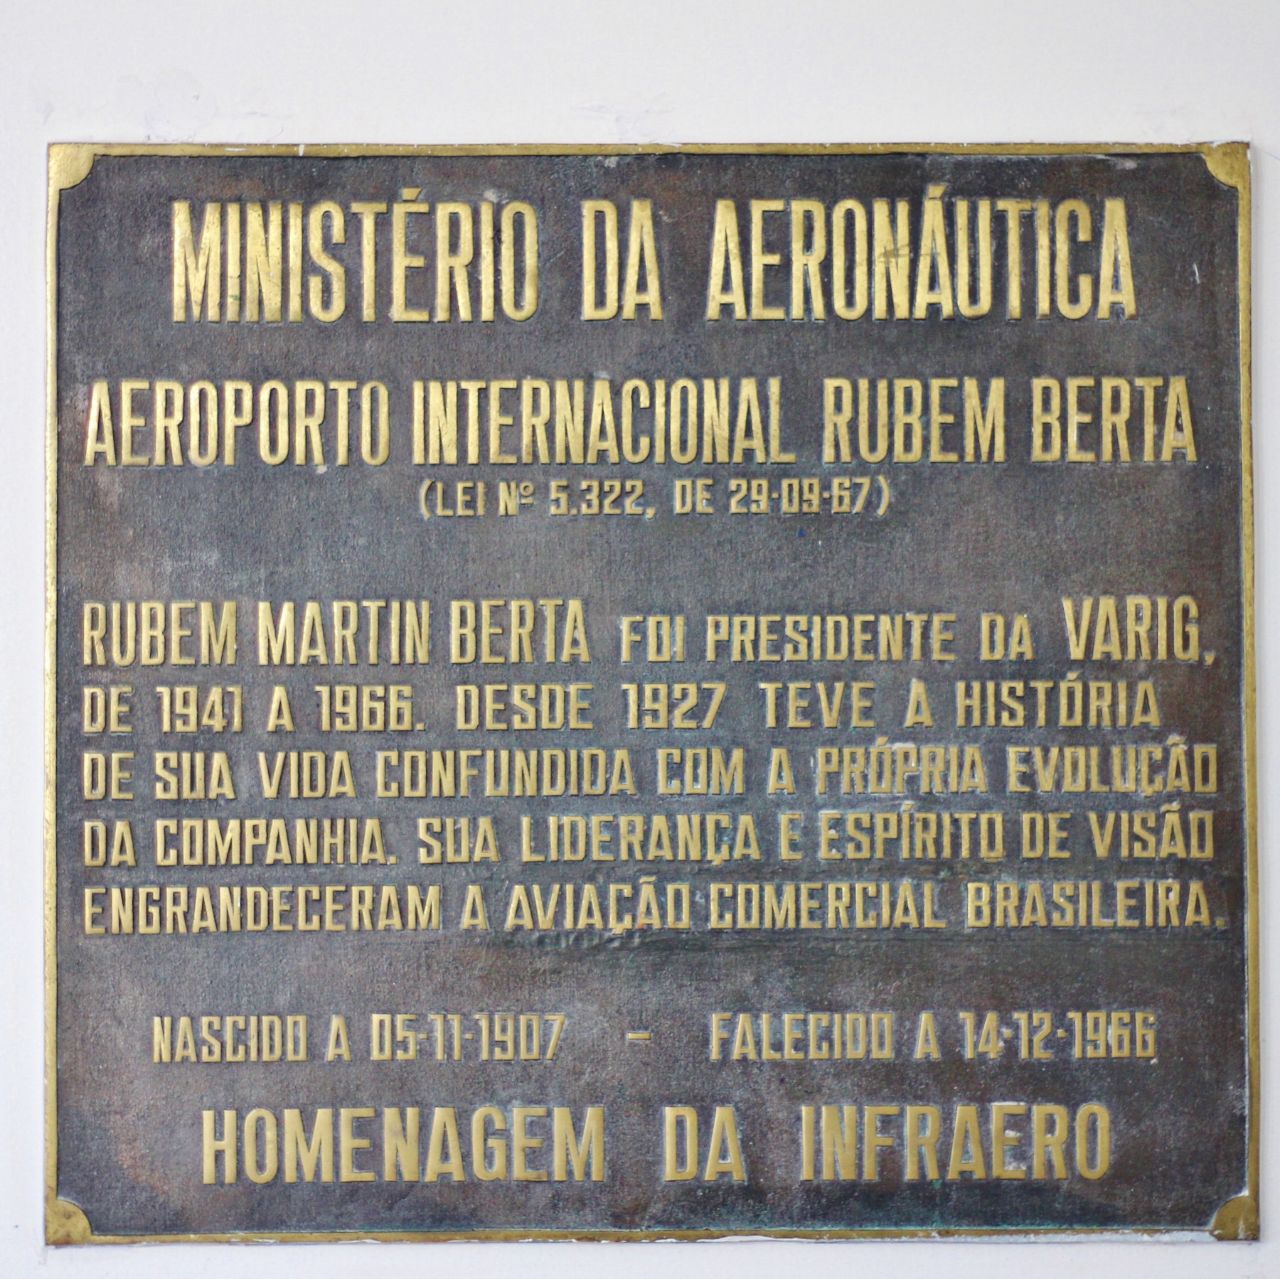 MINISTÉRIO DA AERONÁUTICA
AEROPORTO INTERNACIONAL RUBEM BERTA
(LEI Nº 5.322, DE 29-09-67)
RUBEM MARTIN BERTA FOI PRESIDENTE DA VARIG,
DE 1941 A 1966. DESDE 1927 TEVE A HISTÓRIA
DE SUA VIDA CONFUNDIDA COM A PRÓPRIA EVOLUÇÃO
DA COMPANHIA. SUA LIDERANÇA E ESPÍRITO DE VISÃO
ENGRANDECERAM A AVIAÇÃO COMERCIAL BRASILEIRA.
NASCIDO A 05-11-1907 - FALECIDO A 14-12-1966
HOMENAGEM DA INFRAERO